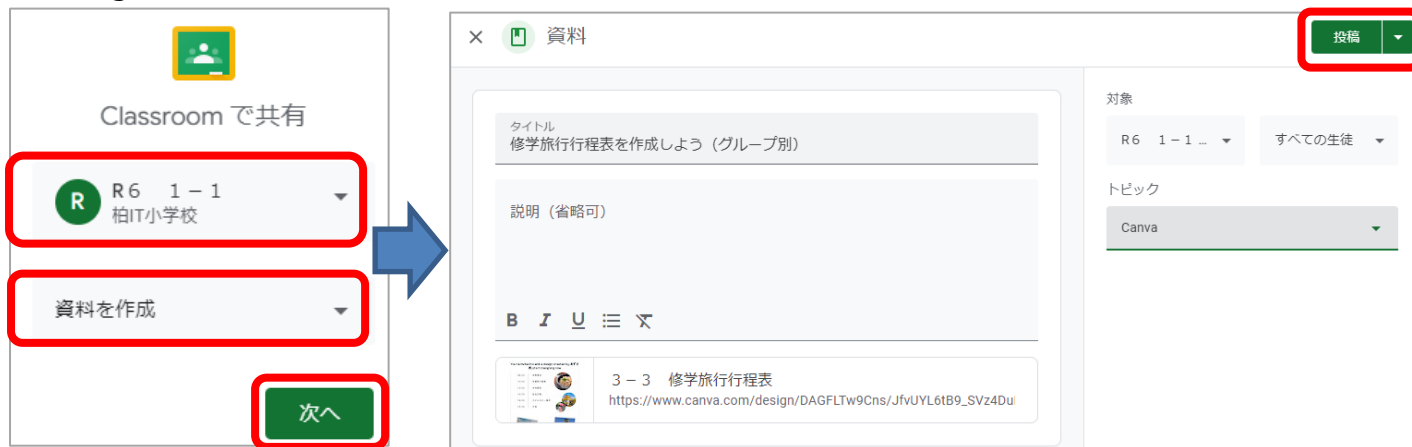 Classroom で共有
R
R６　１－１
柏IT小学校
資料を作成
次へ
資料
投稿
タイトル
修学旅行行程表を作成しよう（グループ別）
説明（省略可）
B I U
３－３　修学旅行行程表
https://www.canva.com/design/DAGFLTw9Cns/JfvUYL6tB9_SVz4Dui
対象
R６　１－１ ...
すべての生徒
トピック
Canva